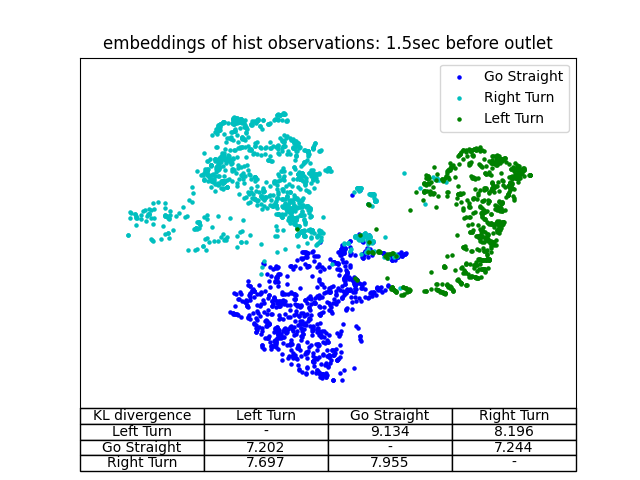 embeddings of hist observations: 1.5sec before outlet
Go Straight
Right Turn
Left Turn
KL divergence Left Turn Go Straight Right Turn
Left Turn - 9.134 8.196
Go Straight 7.202 - 7.244
Right Turn 7.697 7.955 -